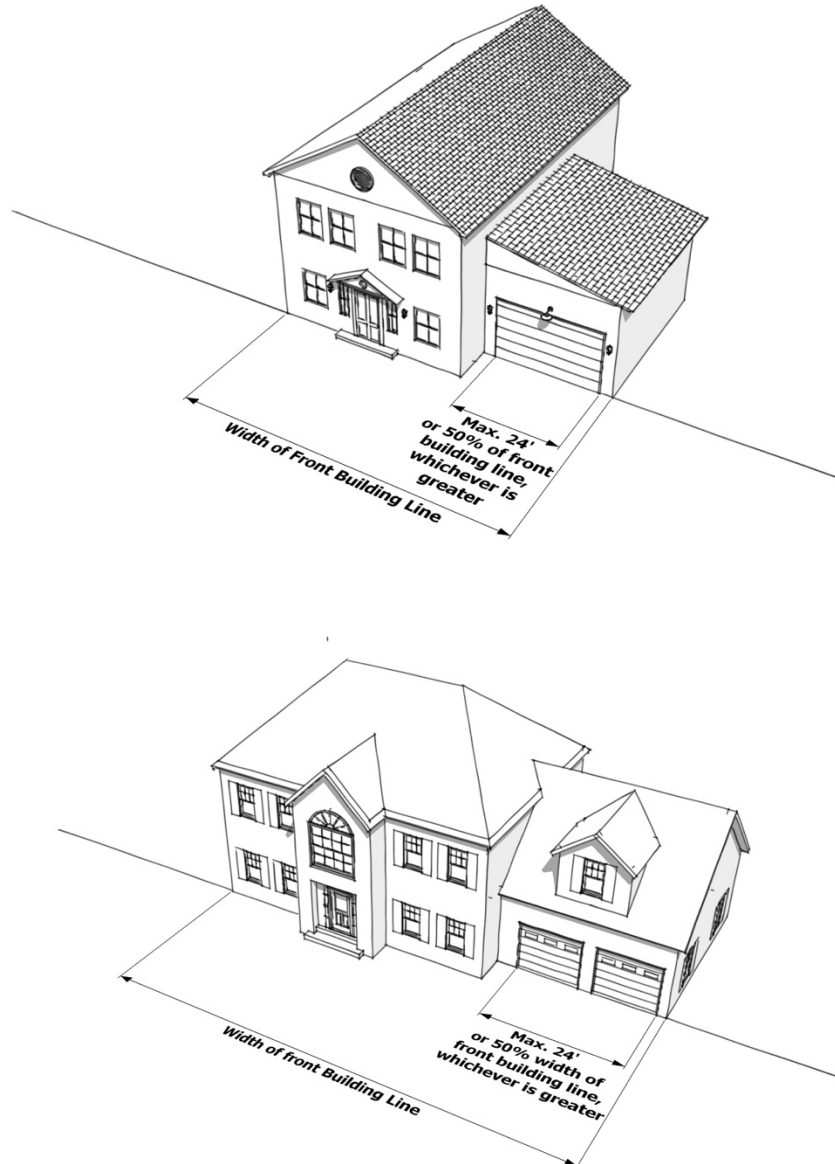 Max. 24'
or 50% of front
building line,
whichever is
greater
Width of Front Building Line
Max. 24'
or 50% width of
front building line,
whichever is greater
Width of front Building Line